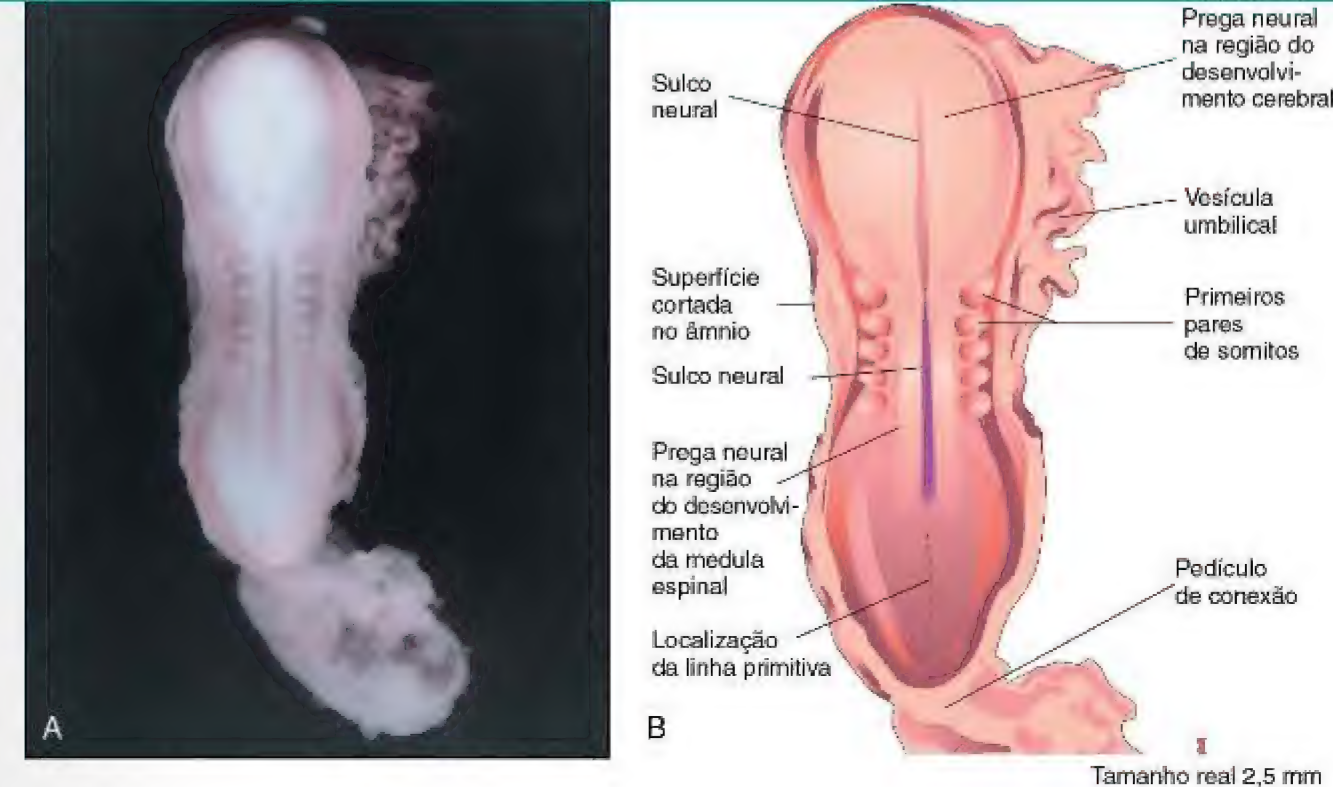 A
Sulco
neural
Superfície
cortada
no âmnio
Sulco neural
Prega neural
na região
do desenvolvi-
mento
da medula
espinal
Localização
da linha primitiva
B
Prega neural
na região do
desenvolvi-
mento cerebral
Vesícula
umbilical
Primeiros
pares
de somitos
Pedículo
de conexão
Tamanho real 2,5 mm